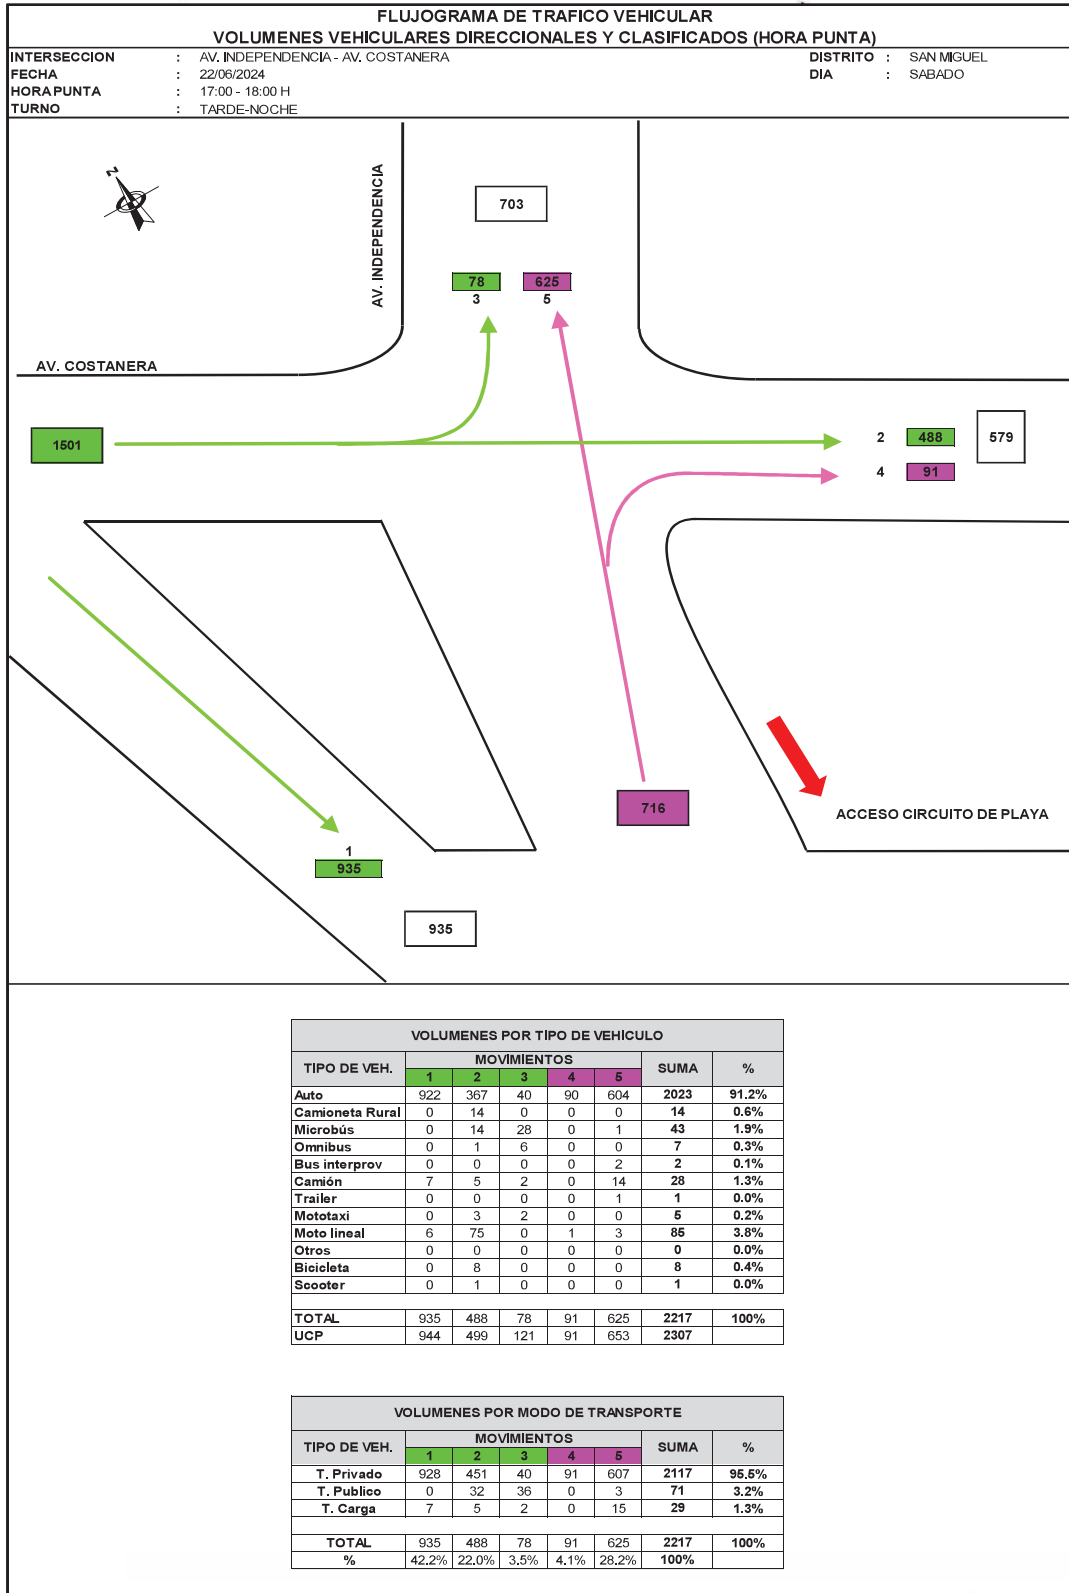 FLUJOGRAMA DE TRAFICO VEHICULAR
VOLUMENES VEHICULARES DIRECCIONALES Y CLASIFICADOS (HORA PUNTA)
INTERSECCION : AV. INDEPENDENCIA - AV. COSTANERA DISTRITO : SAN MIGUEL
FECHA : 22/06/2024 DIA : SABADO
HORA PUNTA : 17:00 - 18:00 H
TURNO : TARDE-NOCHE
N
AV. INDEPENDENCIA
703
78 625
3 5
AV. COSTANERA
1501
2 488 579
4 91
716
ACCESO CIRCUITO DE PLAYA
1
935
935
VOLUMENES POR TIPO DE VEHICULO
TIPO DE VEH. MOVIMIENTOS SUMA %
1 2 3 4 5
Auto 922 367 40 90 604 2023 91.2%
Camioneta Rural 0 14 0 0 0 14 0.6%
Microbús 0 14 28 0 1 43 1.9%
Omnibus 0 1 6 0 0 7 0.3%
Bus interprov 0 0 0 0 2 2 0.1%
Camión 7 5 2 0 14 28 1.3%
Trailer 0 0 0 0 1 1 0.0%
Mototaxi 0 3 2 0 0 5 0.2%
Moto lineal 6 75 0 1 3 85 3.8%
Otros 0 0 0 0 0 0 0.0%
Bicicleta 0 8 0 0 0 8 0.4%
Scooter 0 1 0 0 0 1 0.0%
TOTAL 935 488 78 91 625 2217 100%
UCP 944 499 121 91 653 2307
VOLUMENES POR MODO DE TRANSPORTE
TIPO DE VEH. MOVIMIENTOS SUMA %
1 2 3 4 5
T. Privado 928 451 40 91 607 2117 95.5%
T. Publico 0 32 36 0 3 71 3.2%
T. Carga 7 5 2 0 15 29 1.3%
TOTAL 935 488 78 91 625 2217 100%
% 42.2% 22.0% 3.5% 4.1% 28.2% 100%